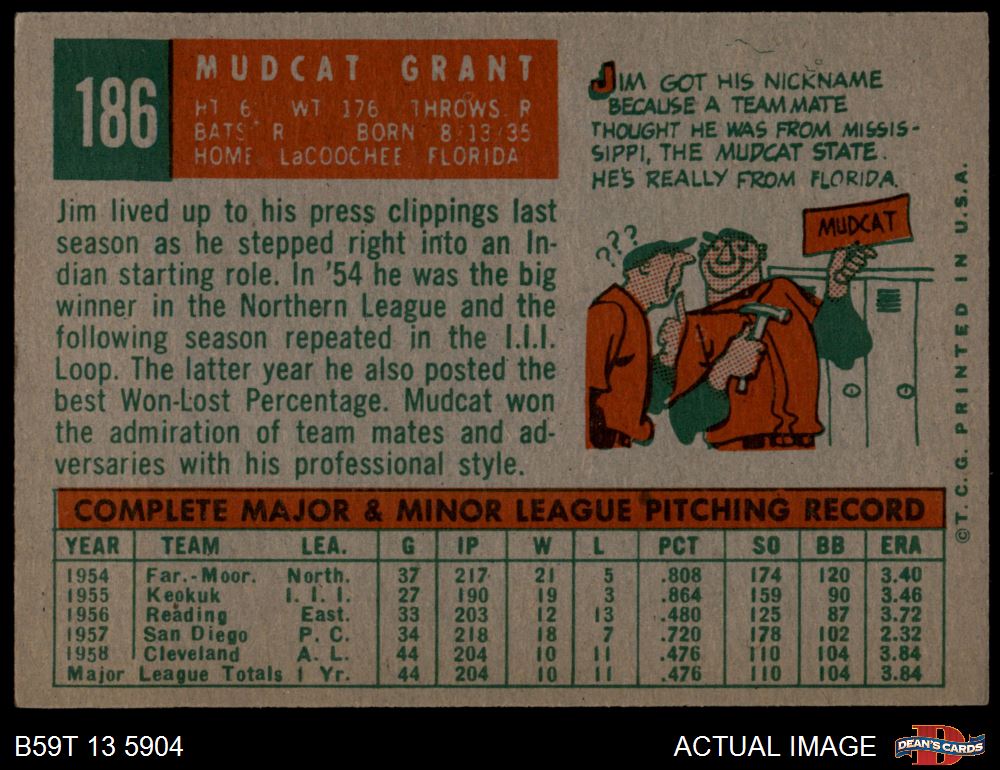 186
MUDCAT GRANT
HT 6 WT 176 THROWS R
BATS R BORN 8/13/35
HOME LaCOOCHEE FLORIDA
JIM GOT HIS NICKNAME
BECAUSE A TEAM MATE
THOUGHT HE WAS FROM MISSIS-
SIPPI, THE MUDCAT STATE.
HE'S REALLY FROM FLORIDA.
???
MUDCAT
Jim lived up to his press clippings last
season as he stepped right into an In-
dian starting role. In '54 he was the big
winner in the Northern League and the
following season repeated in the I.I.I.
Loop. The latter year he also posted the
best Won-Lost Percentage. Mudcat won
the admiration of team mates and ad-
versaries with his professional style.
COMPLETE MAJOR & MINOR LEAGUE PITCHING RECORD
YEAR TEAM LEA. G IP W L PCT SO BB ERA
1954 Far.-Moor. North. 37 217 21 5 .808 174 120 3.40
1955 Keokuk I. I. I. 27 190 19 3 .864 159 90 3.46
1956 Reading East. 33 203 12 13 .480 125 87 3.72
1957 San Diego P. C. 34 218 18 7 .720 178 102 2.32
1958 Cleveland A. L. 44 204 10 11 .476 110 104 3.84
Major League Totals 1 Yr. 44 204 10 11 .476 110 104 3.84
©T.C.G. PRINTED IN U.S.A.
B59T 13 5904
ACTUAL IMAGE
DEAN'S CARDS